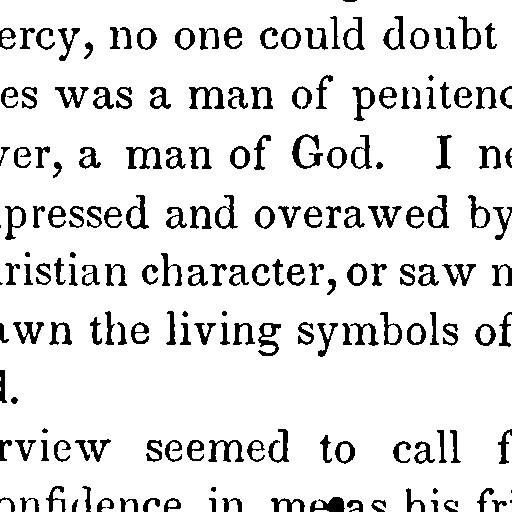 ercy, no one could doubt
es was a man of penitenc
ver, a man of God. I ne
pressed and overawed by
ristian character, or saw m
awn the living symbols of
d.
rview seemed to call f
onfidence in me as his fri